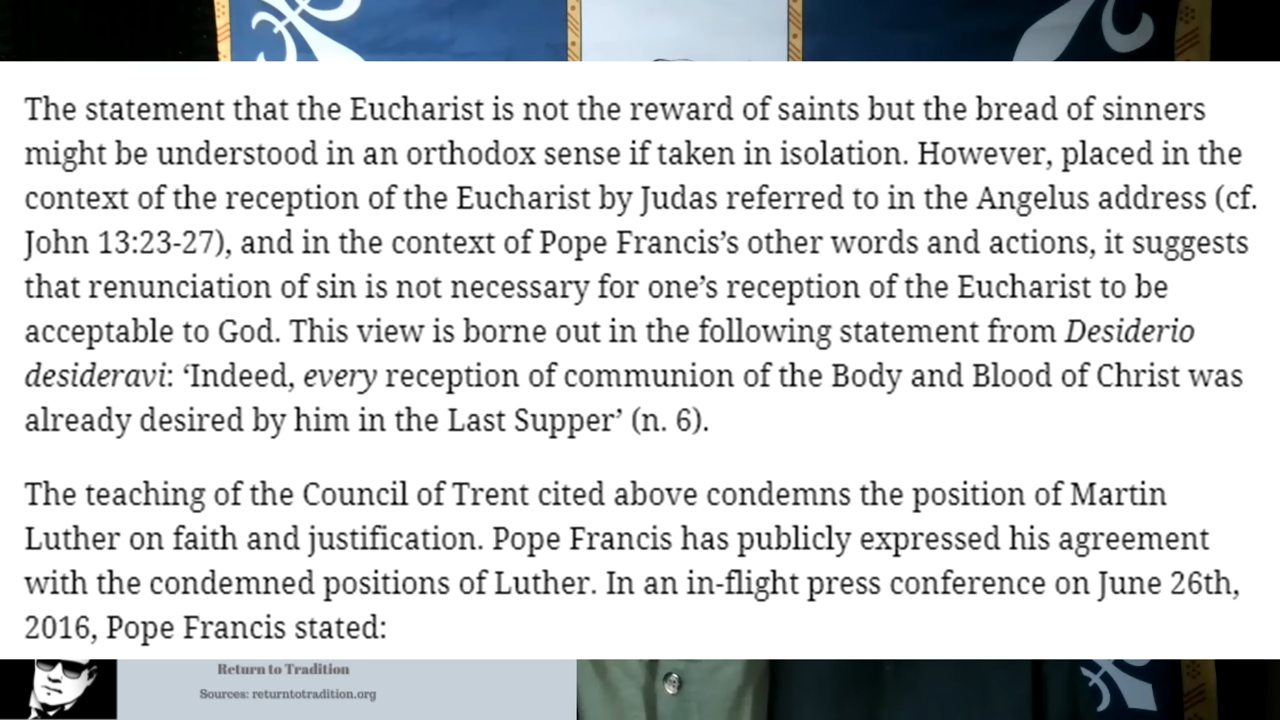 The statement that the Eucharist is not the reward of saints but the bread of sinners
might be understood in an orthodox sense if taken in isolation. However, placed in the
context of the reception of the Eucharist by Judas referred to in the Angelus address (cf.
John 13:23-27), and in the context of Pope Francis’s other words and actions, it suggests
that renunciation of sin is not necessary for one’s reception of the Eucharist to be
acceptable to God. This view is borne out in the following statement from Desiderio
desideravi: ‘Indeed, every reception of communion of the Body and Blood of Christ was
already desired by him in the Last Supper’ (n. 6).
The teaching of the Council of Trent cited above condemns the position of Martin
Luther on faith and justification. Pope Francis has publicly expressed his agreement
with the condemned positions of Luther. In an in-flight press conference on June 26th,
2016, Pope Francis stated:
Return to Tradition
Sources: returntotradition.org